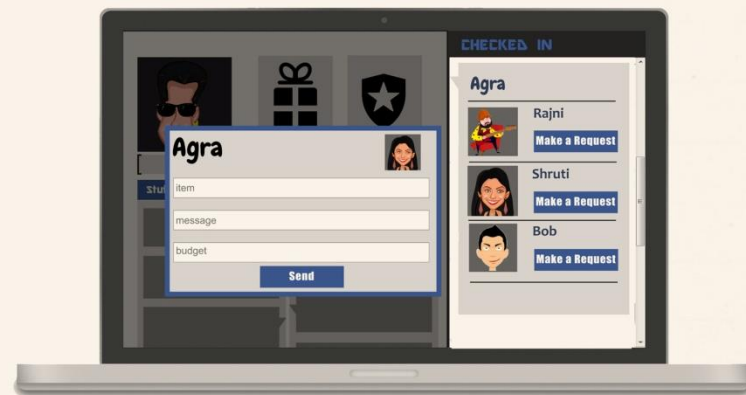 CHECKED IN
Agra
Rajni
Make a Request
Shruti
Make a Request
Bob
Make a Request
Agra
item
message
budget
Send